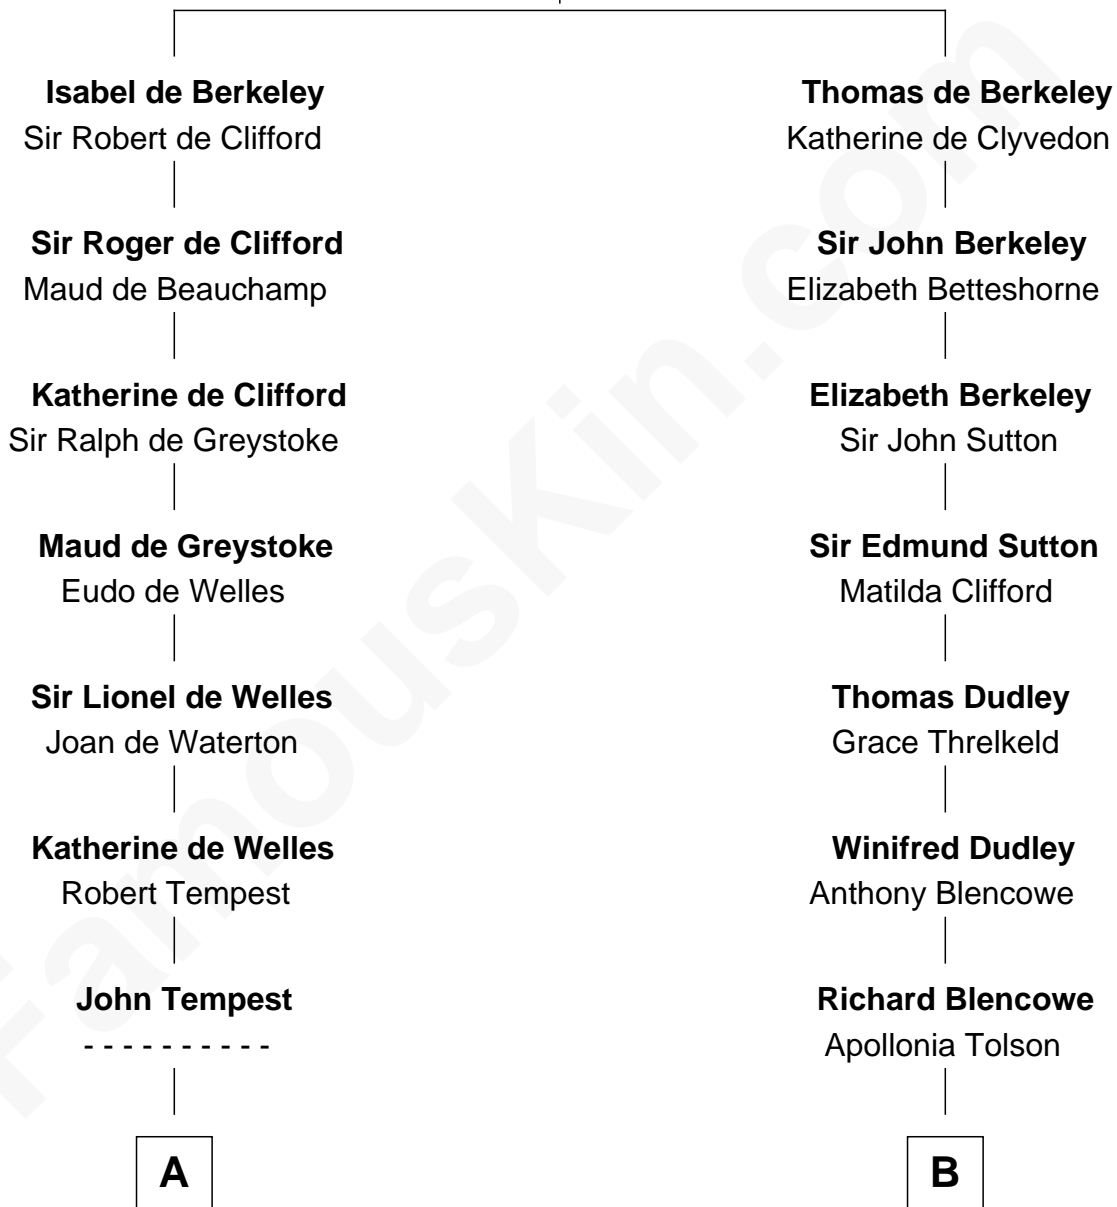 Isabel de Berkeley
Sir Robert de Clifford
Sir Roger de Clifford
Maud de Beauchamp
Katherine de Clifford
Sir Ralph de Greystoke
Maud de Greystoke
Eudo de Welles
Sir Lionel de Welles
Joan de Waterton
Katherine de Welles
Robert Tempest
John Tempest
- - - - - - - - - -
A
Thomas de Berkeley
Katherine de Clyvedon
Sir John Berkeley
Elizabeth Betteshorne
Elizabeth Berkeley
Sir John Sutton
Sir Edmund Sutton
Matilda Clifford
Thomas Dudley
Grace Threlkeld
Winifred Dudley
Anthony Blencowe
Richard Blencowe
Apollonia Tolson
B
FamousKin.com